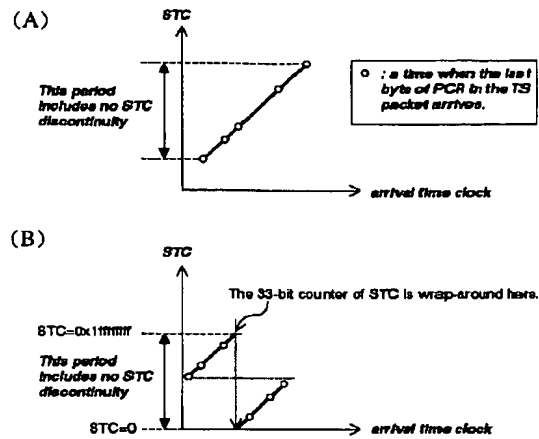 (A)
STC
This period
includes no STC
discontinuity
: a time when the last
byte of PCR in the TS
packet arrives.
arrival time clock
(B)
STC
The 33-bit counter of STC is wrap-around here.
STC=0x1ffffffff
This period
includes no STC
discontinuity
STC=0
arrival time clock